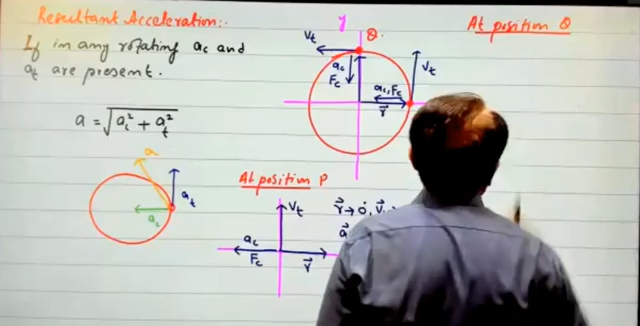 Resultant Acceleration:.
If in any rotating ac and
at are present.
a = √ac² + at²
a
at
ac
y
Q
Vt
ac
Fc
Vt
ac, Fc
r⃗
At position P
Vt
ac
Fc
r⃗
r⃗ → 0°,
a⃗
At position Q